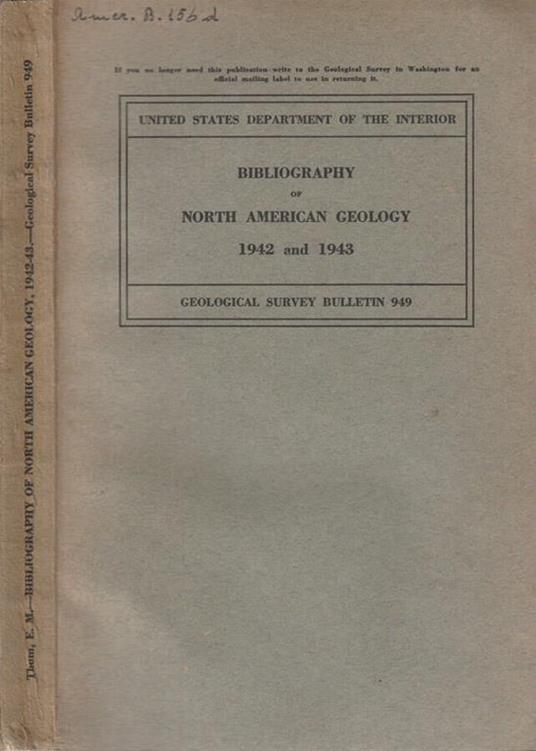 Amer. B. 156 d
If you no longer need this publication write to the Geological Survey in Washington for an
official mailing label to use in returning it.
UNITED STATES DEPARTMENT OF THE INTERIOR
BIBLIOGRAPHY
OF
NORTH AMERICAN GEOLOGY
1942 and 1943
GEOLOGICAL SURVEY BULLETIN 949
Thom, E. M.—BIBLIOGRAPHY OF NORTH AMERICAN GEOLOGY, 1942-43.—Geological Survey Bulletin 949